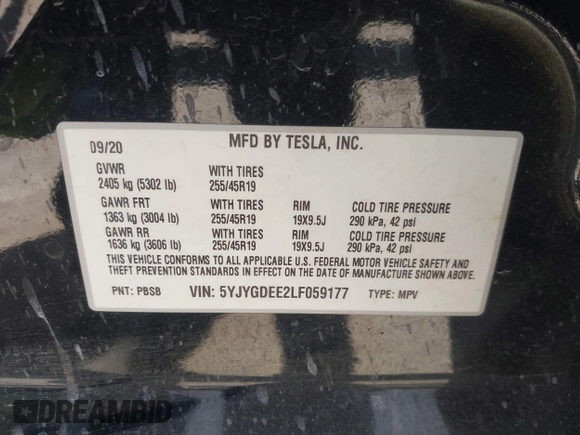 09/20 MFD BY TESLA, INC.
GVWR WITH TIRES
2405 kg (5302 lb) 255/45R19
GAWR FRT WITH TIRES RIM COLD TIRE PRESSURE
1363 kg (3004 lb) 255/45R19 19X9.5J 290 kPa, 42 psi
GAWR RR WITH TIRES RIM COLD TIRE PRESSURE
1636 kg (3606 lb) 255/45R19 19X9.5J 290 kPa, 42 psi
THIS VEHICLE CONFORMS TO ALL APPLICABLE U.S. FEDERAL MOTOR VEHICLE SAFETY AND
THEFT PREVENTION STANDARDS IN EFFECT ON THE DATE OF MANUFACTURE SHOWN ABOVE.
PNT: PBSB VIN: 5YJYGDEE2LF059177 TYPE: MPV
DREAMBID